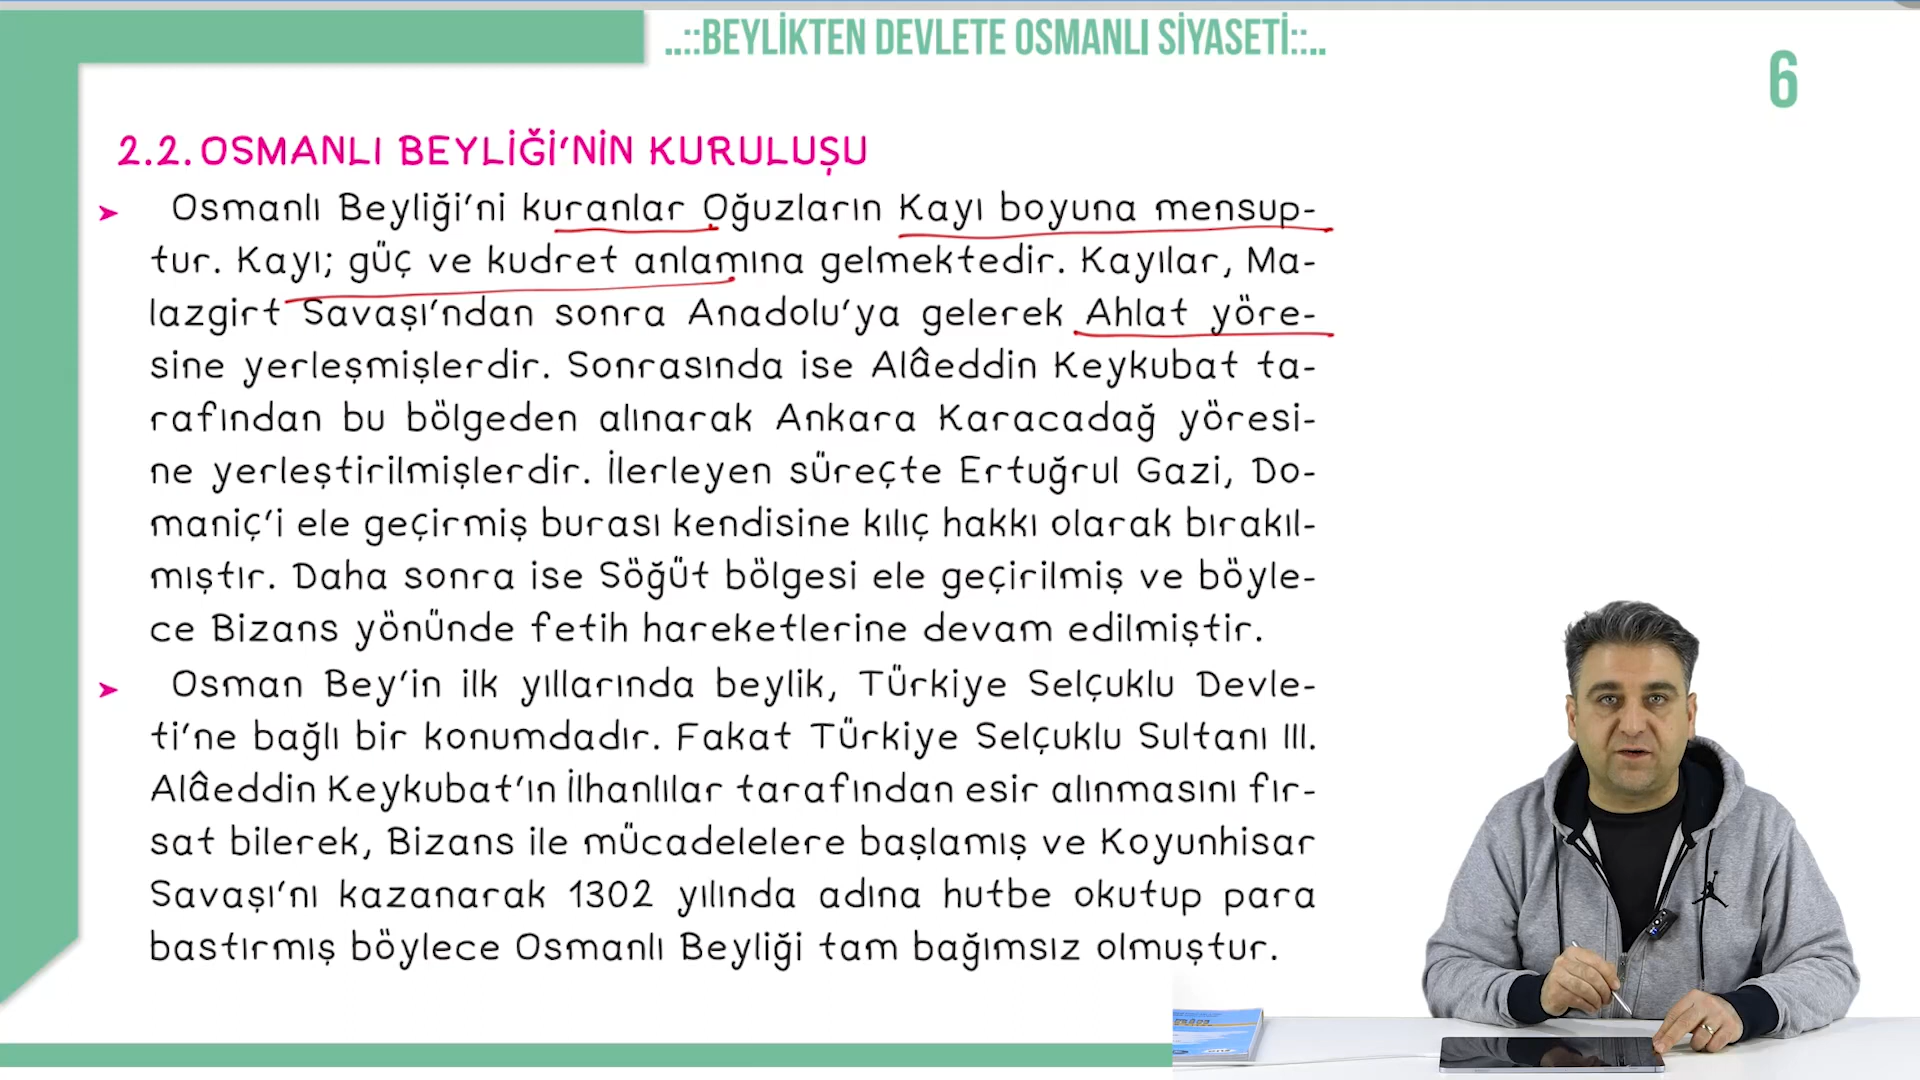 ..::BEYLİKTEN DEVLETE OSMANLI SİYASETİ::..
6
2.2. OSMANLI BEYLİĞİ'NİN KURULUŞU
➤ Osmanlı Beyliği'ni kuranlar Oğuzların Kayı boyuna mensup-
tur. Kayı; güç ve kudret anlamına gelmektedir. Kayılar, Ma-
lazgirt Savaşı'ndan sonra Anadolu'ya gelerek Ahlat yöre-
sine yerleşmişlerdir. Sonrasında ise Alâeddin Keykubat ta-
rafından bu bölgeden alınarak Ankara Karacadağ yöresi-
ne yerleştirilmişlerdir. İlerleyen süreçte Ertuğrul Gazi, Do-
maniç'i ele geçirmiş burası kendisine kılıç hakkı olarak bırakıl-
mıştır. Daha sonra ise Söğüt bölgesi ele geçirilmiş ve böyle-
ce Bizans yönünde fetih hareketlerine devam edilmiştir.
➤ Osman Bey'in ilk yıllarında beylik, Türkiye Selçuklu Devle-
ti'ne bağlı bir konumdadır. Fakat Türkiye Selçuklu Sultanı III.
Alâeddin Keykubat'ın İlhanlılar tarafından esir alınmasını fır-
sat bilerek, Bizans ile mücadelelere başlamış ve Koyunhisar
Savaşı'nı kazanarak 1302 yılında adına hutbe okutup para
bastırmış böylece Osmanlı Beyliği tam bağımsız olmuştur.